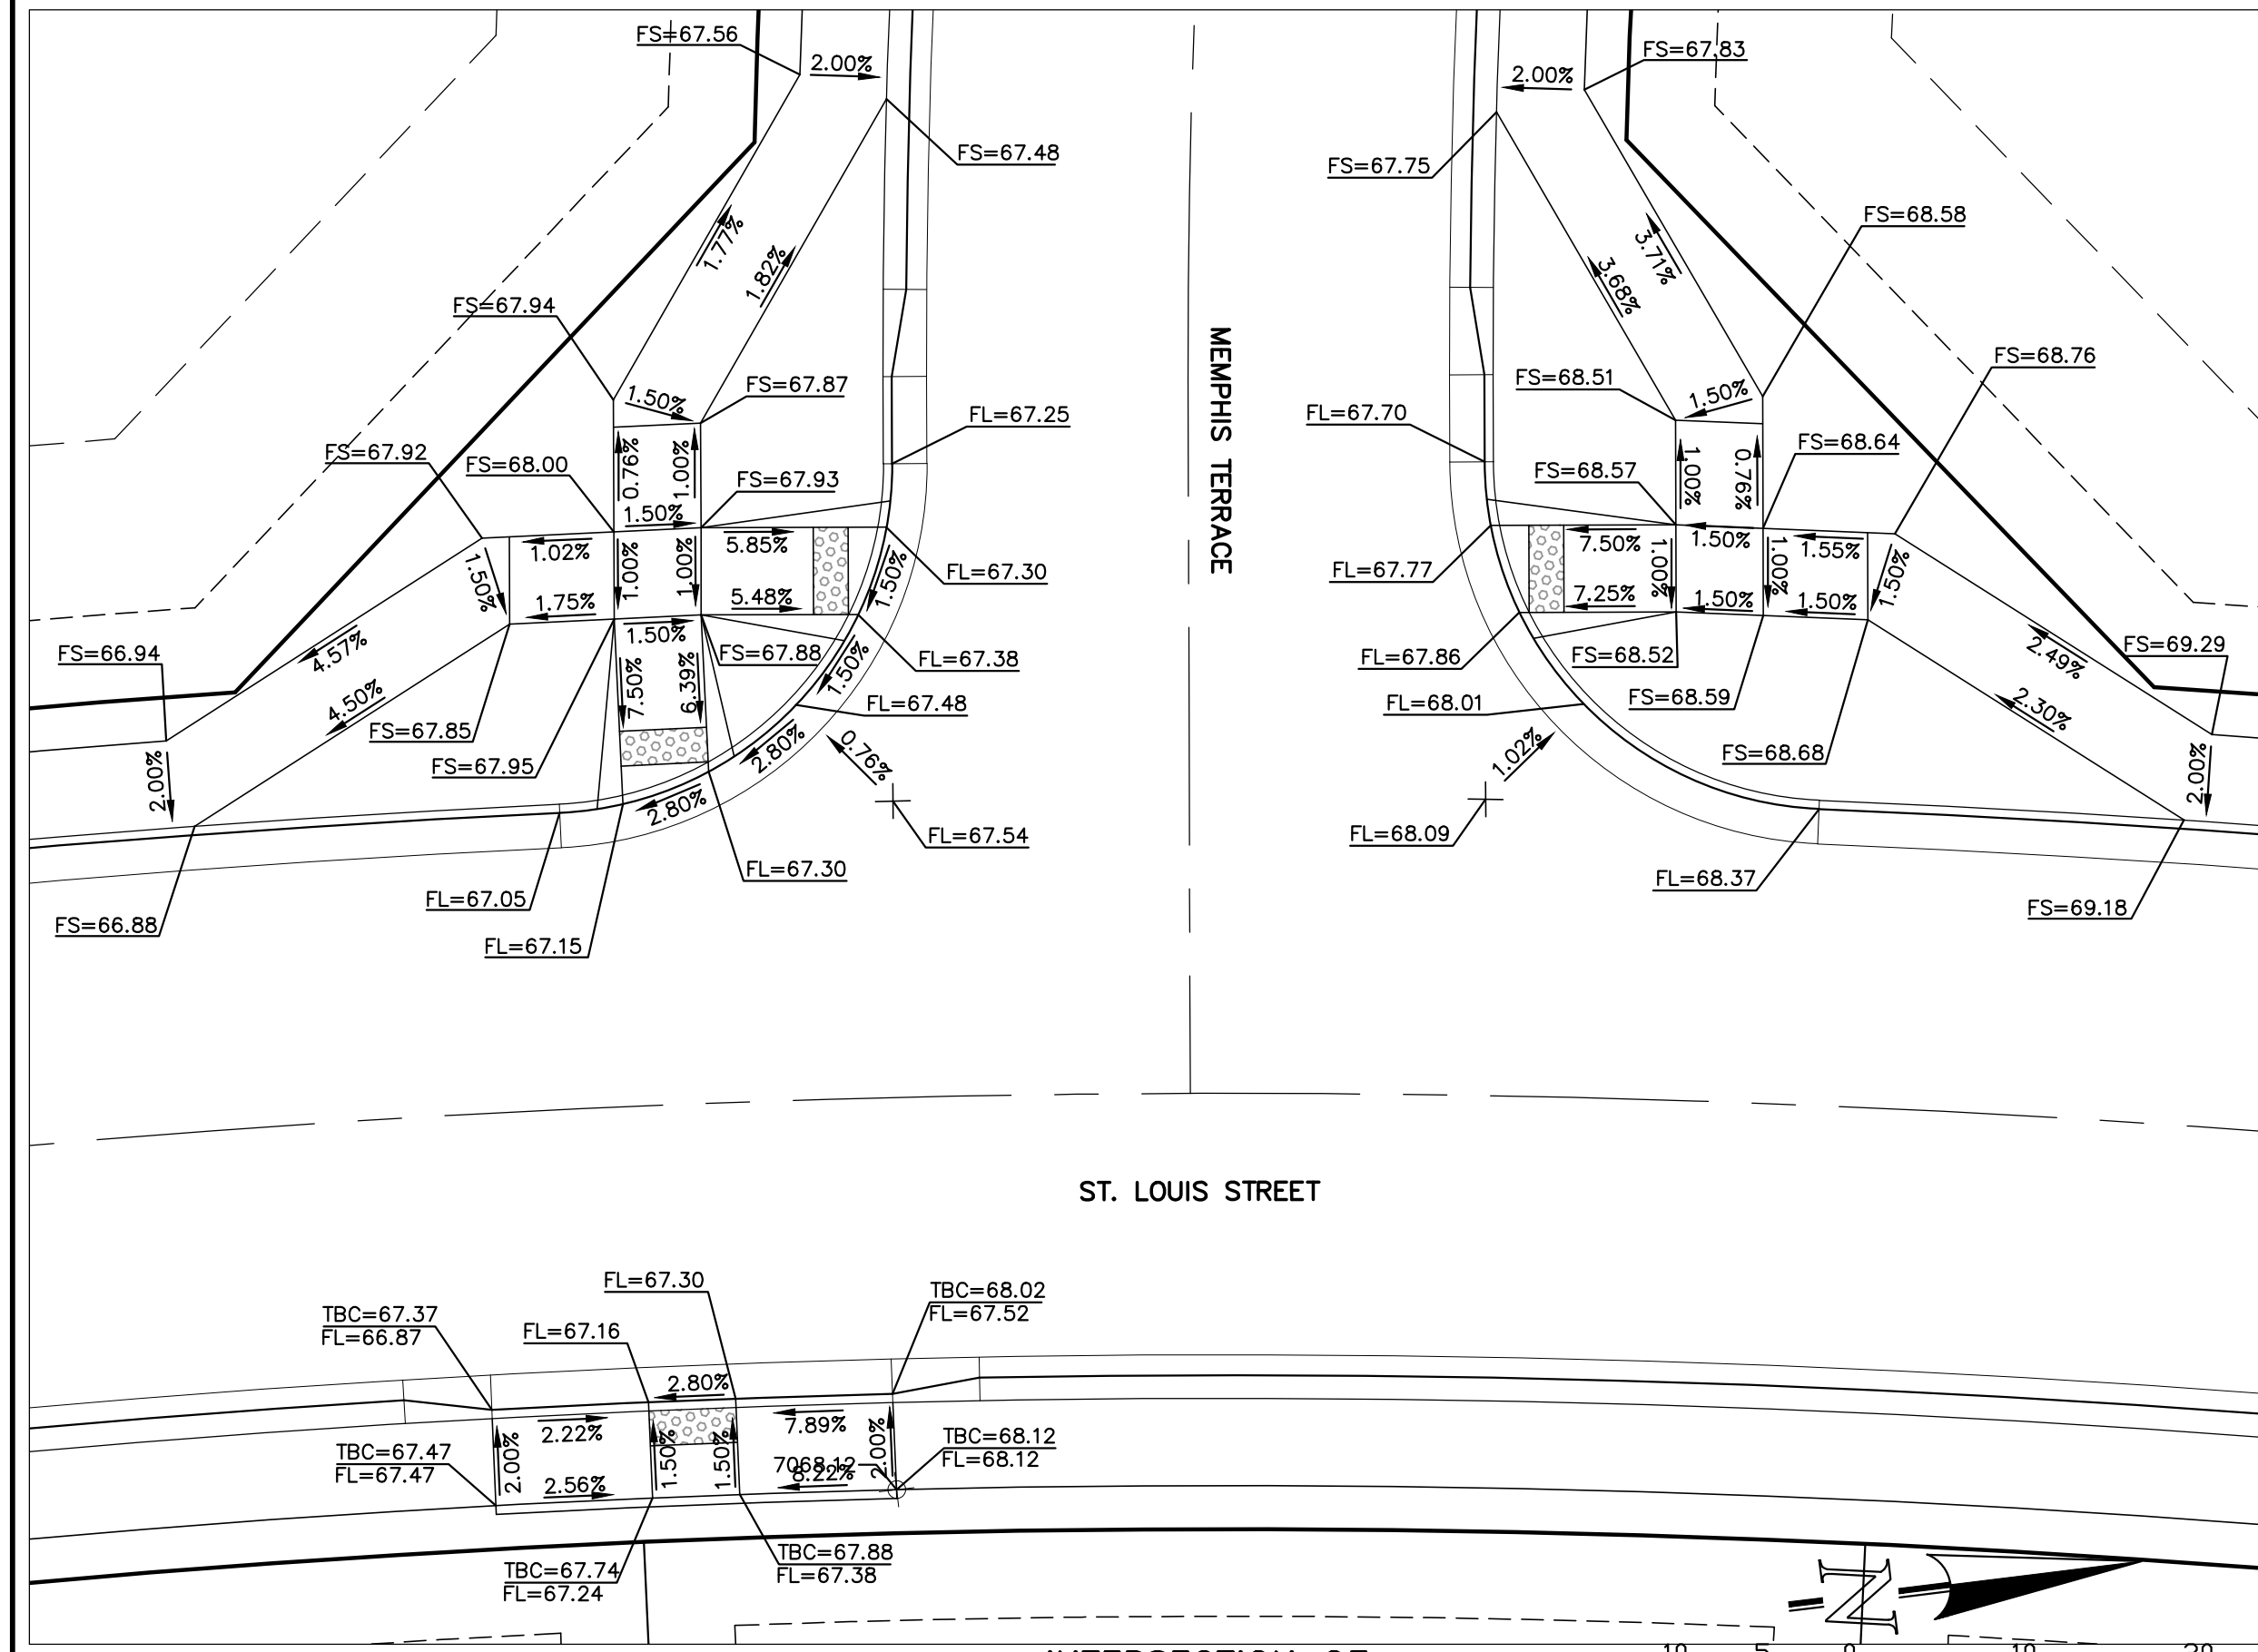 FS=67.56
2.00%
FS=67.48
FS=67.83
2.00%
FS=67.75
1.77%
1.82%
FS=68.58
3.71%
3.68%
FS=67.94
FS=67.87
1.50%
MEMPHIS TERRACE
FS=68.76
FS=68.51
1.50%
FL=67.25
FL=67.70
FS=67.92
FS=68.00
0.76%
1.00%
FS=67.93
FS=68.57
1.00%
0.76%
FS=68.64
1.50%
1.02%
1.50%
1.00%
1.00%
5.85%
1.75%
5.48%
1.50%
FL=67.30
1.50%
FL=67.77
7.50%
1.00%
1.50%
1.00%
1.55%
1.50%
7.25%
1.50%
1.50%
FS=66.94
4.57%
4.50%
FS=67.88
7.50%
6.39%
1.50%
FL=67.38
FL=67.48
FL=67.86
FS=68.52
FL=68.01
FS=68.59
2.49%
FS=69.29
2.30%
FS=67.85
FS=67.95
2.00%
2.80%
2.80%
0.76%
1.02%
FS=68.68
2.00%
FL=67.54
FL=68.09
FL=67.30
FL=67.05
FL=68.37
FS=66.88
FL=67.15
FS=69.18
ST. LOUIS STREET
FL=67.30
TBC=68.02
FL=67.52
TBC=67.37
FL=66.87
FL=67.16
2.80%
2.22%
7.89%
TBC=67.47
FL=67.47
2.00%
2.56%
1.50%
1.50%
7068.12
8.22%
2.00%
TBC=68.12
FL=68.12
TBC=67.74
FL=67.24
TBC=67.88
FL=67.38
N
10 5 0 10 20